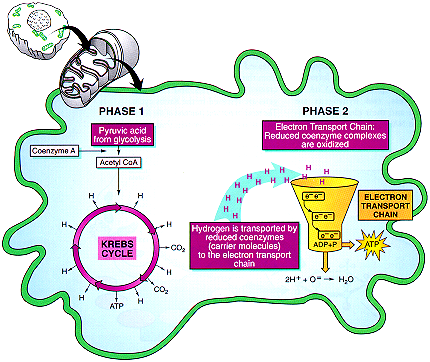 PHASE 1
Pyruvic acid
from glycolysis
Coenzyme A
Acetyl CoA
H
H
H
H
H
H
H
H
KREBS
CYCLE
CO2
CO2
ATP
PHASE 2
Electron Transport Chain:
Reduced coenzyme complexes
are oxidized
H
H
H
H
H
H
H
H
H
H
H
H
Hydrogen is transported by
reduced coenzymes
(carrier molecules)
to the electron transport
chain
e⁻ e⁻
e⁻ e⁻
e⁻ e⁻
ADP+P
ATP
ELECTRON
TRANSPORT
CHAIN
2H⁺ + O⁼ → H₂O